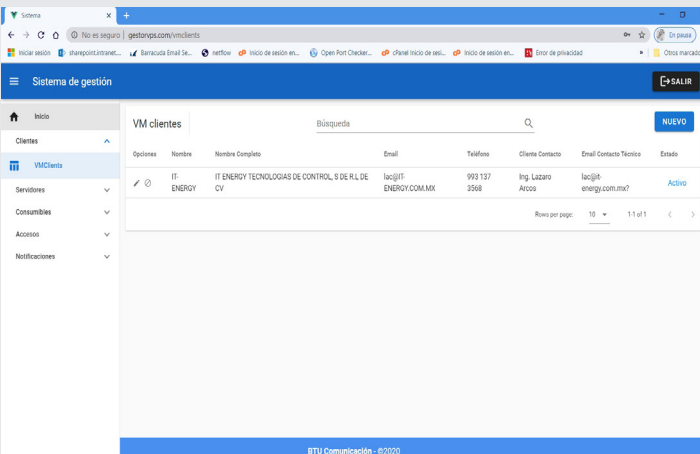 Sistema
No es seguro | gestorvps.com/vmclients
En pausa
Iniciar sesión
sharepoint.intranet...
Barracuda Email Se...
netflow
Inicio de sesión en...
Open Port Checker...
cPanel Inicio de sesi...
Inicio de sesión en...
Error de privacidad
Otros marcado
Sistema de gestión
SALIR
Inicio
Clientes
VMClients
Servidores
Consumibles
Accesos
Notificaciones
VM clientes
Búsqueda
NUEVO
Opciones Nombre Nombre Completo Email Teléfono Cliente Contacto Email Contacto Técnico Estado
IT- IT ENERGY TECNOLOGIAS DE CONTROL, S DE R.L DE lac@IT- 993 137 Ing. Lazaro lac@it- Activo
ENERGY CV ENERGY.COM.MX 3568 Arcos energy.com.mx?
Rows per page: 10 1-1 of 1
BTU Comunicación - ©2020